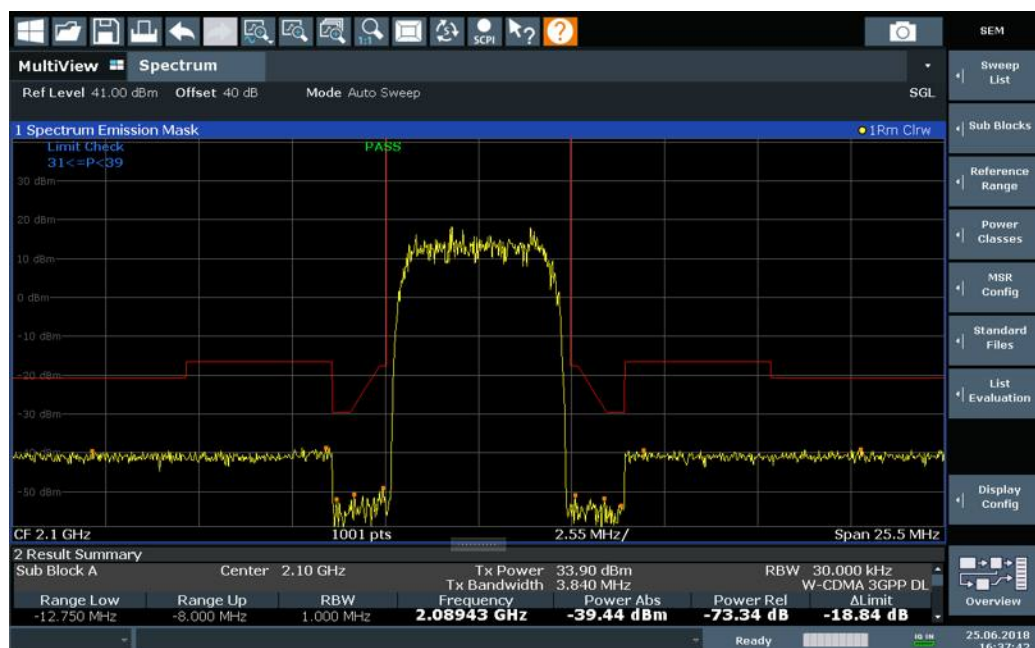 SCPI
1:1
?
SEM
MultiView Spectrum
Ref Level 41.00 dBm Offset 40 dB Mode Auto Sweep SGL
1 Spectrum Emission Mask 1Rm Clrw
Limit Check PASS
31<=P<39
30 dBm
20 dBm
10 dBm
0 dBm
-10 dBm
-20 dBm
-30 dBm
-50 dBm
CF 2.1 GHz 1001 pts 2.55 MHz/ Span 25.5 MHz
2 Result Summary
Sub Block A Center 2.10 GHz Tx Power 33.90 dBm RBW 30.000 kHz
Tx Bandwidth 3.840 MHz W-CDMA 3GPP DL
Range Low Range Up RBW Frequency Power Abs Power Rel ΔLimit
-12.750 MHz -8.000 MHz 1.000 MHz 2.08943 GHz -39.44 dBm -73.34 dB -18.84 dB
Ready
25.06.2018
16:37:42
Sweep
List
Sub Blocks
Reference
Range
Power
Classes
MSR
Config
Standard
Files
List
Evaluation
Display
Config
Overview